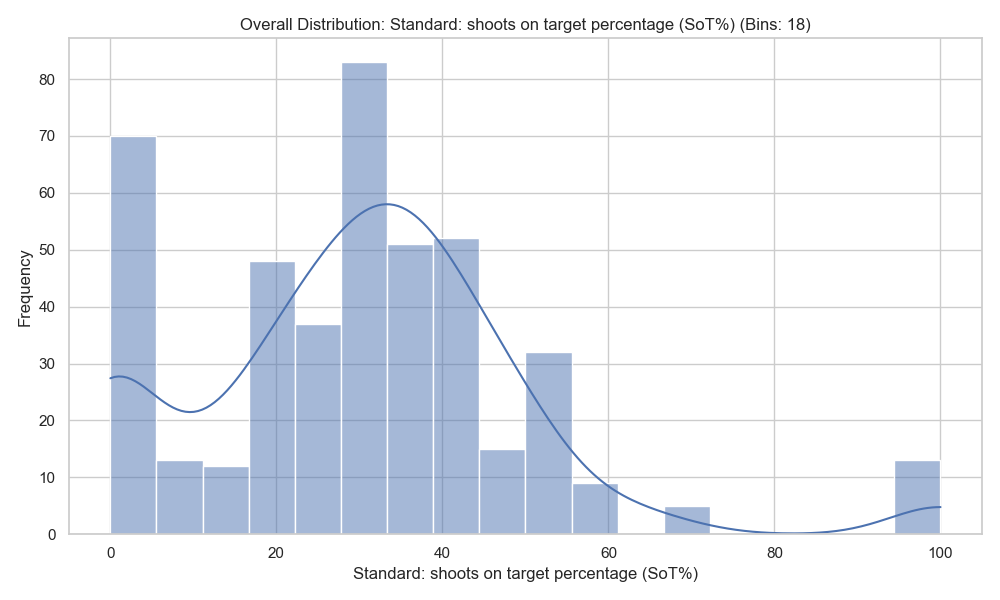 Overall Distribution: Standard: shoots on target percentage (SoT%) (Bins: 18)
Frequency
80
70
60
50
40
30
20
10
0
0 20 40 60 80 100
Standard: shoots on target percentage (SoT%)